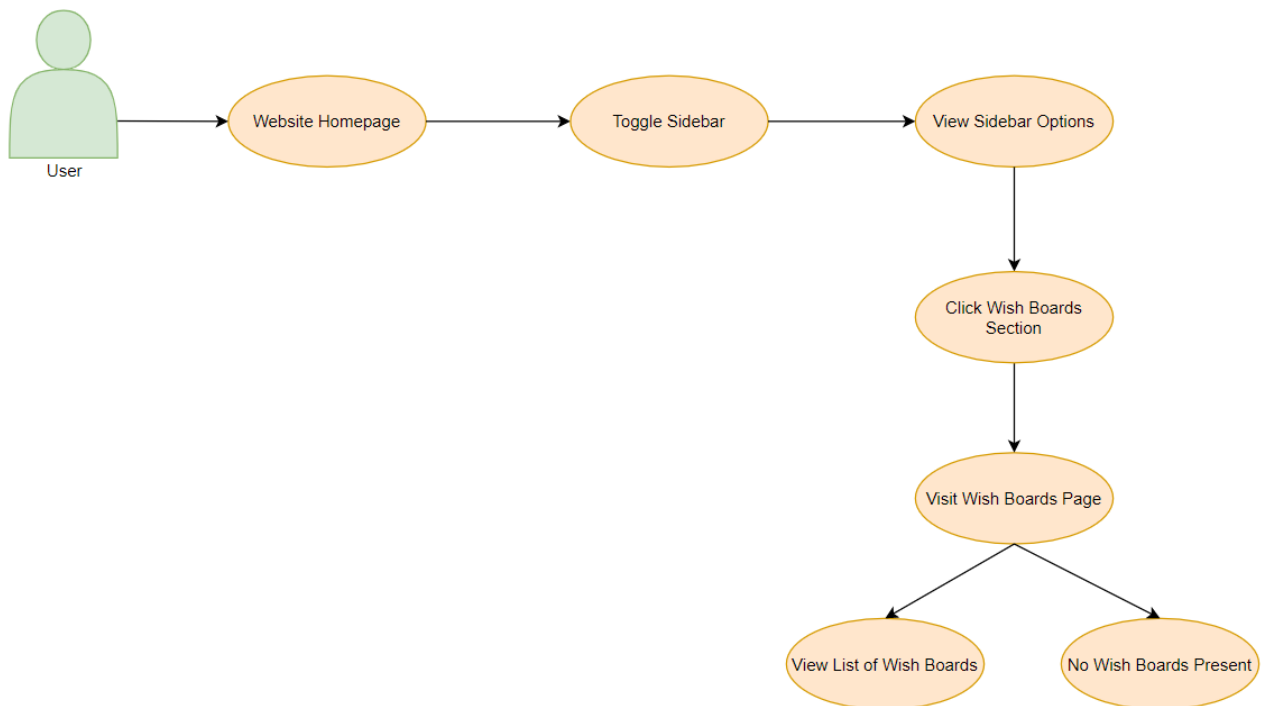 Website Homepage
Toggle Sidebar
View Sidebar Options
User
Click Wish Boards
Section
Visit Wish Boards Page
View List of Wish Boards
No Wish Boards Present